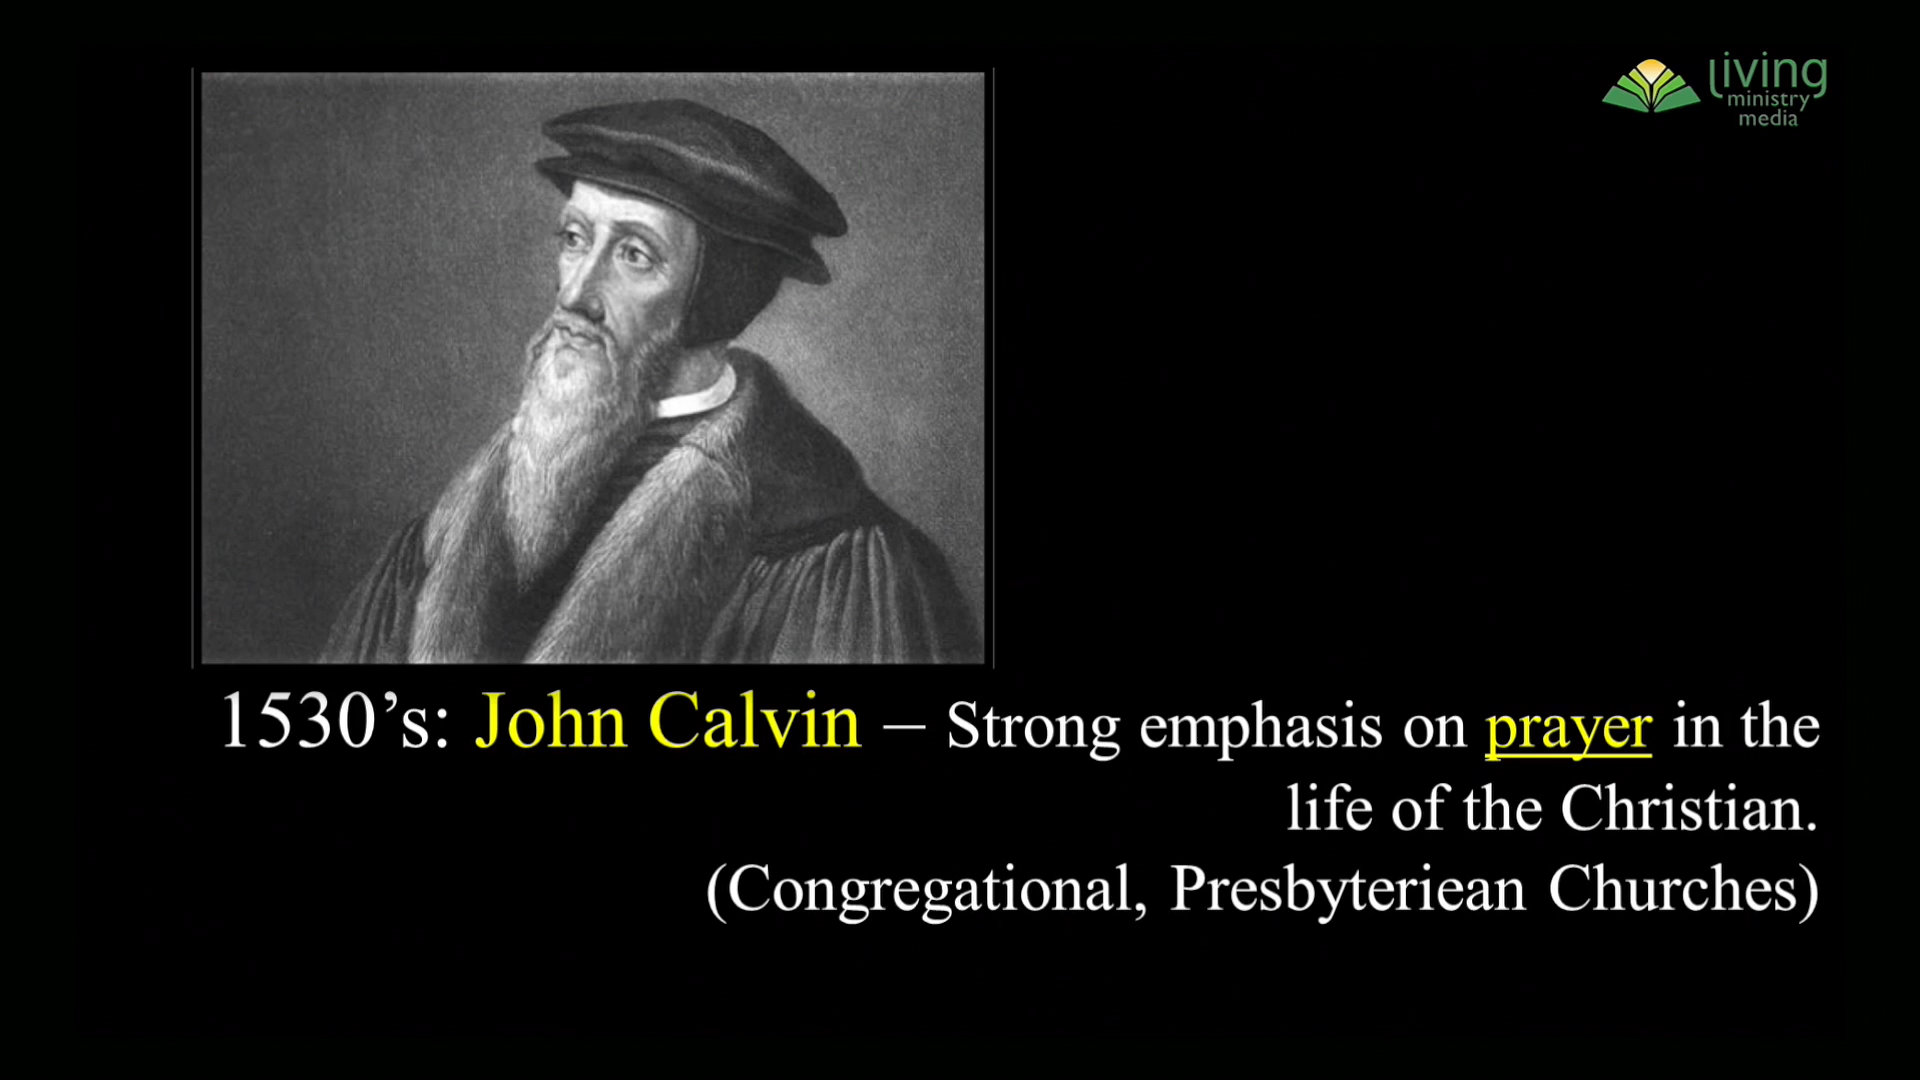 living
ministry
media
1530’s: John Calvin – Strong emphasis on prayer in the
life of the Christian.
(Congregational, Presbyteriean Churches)